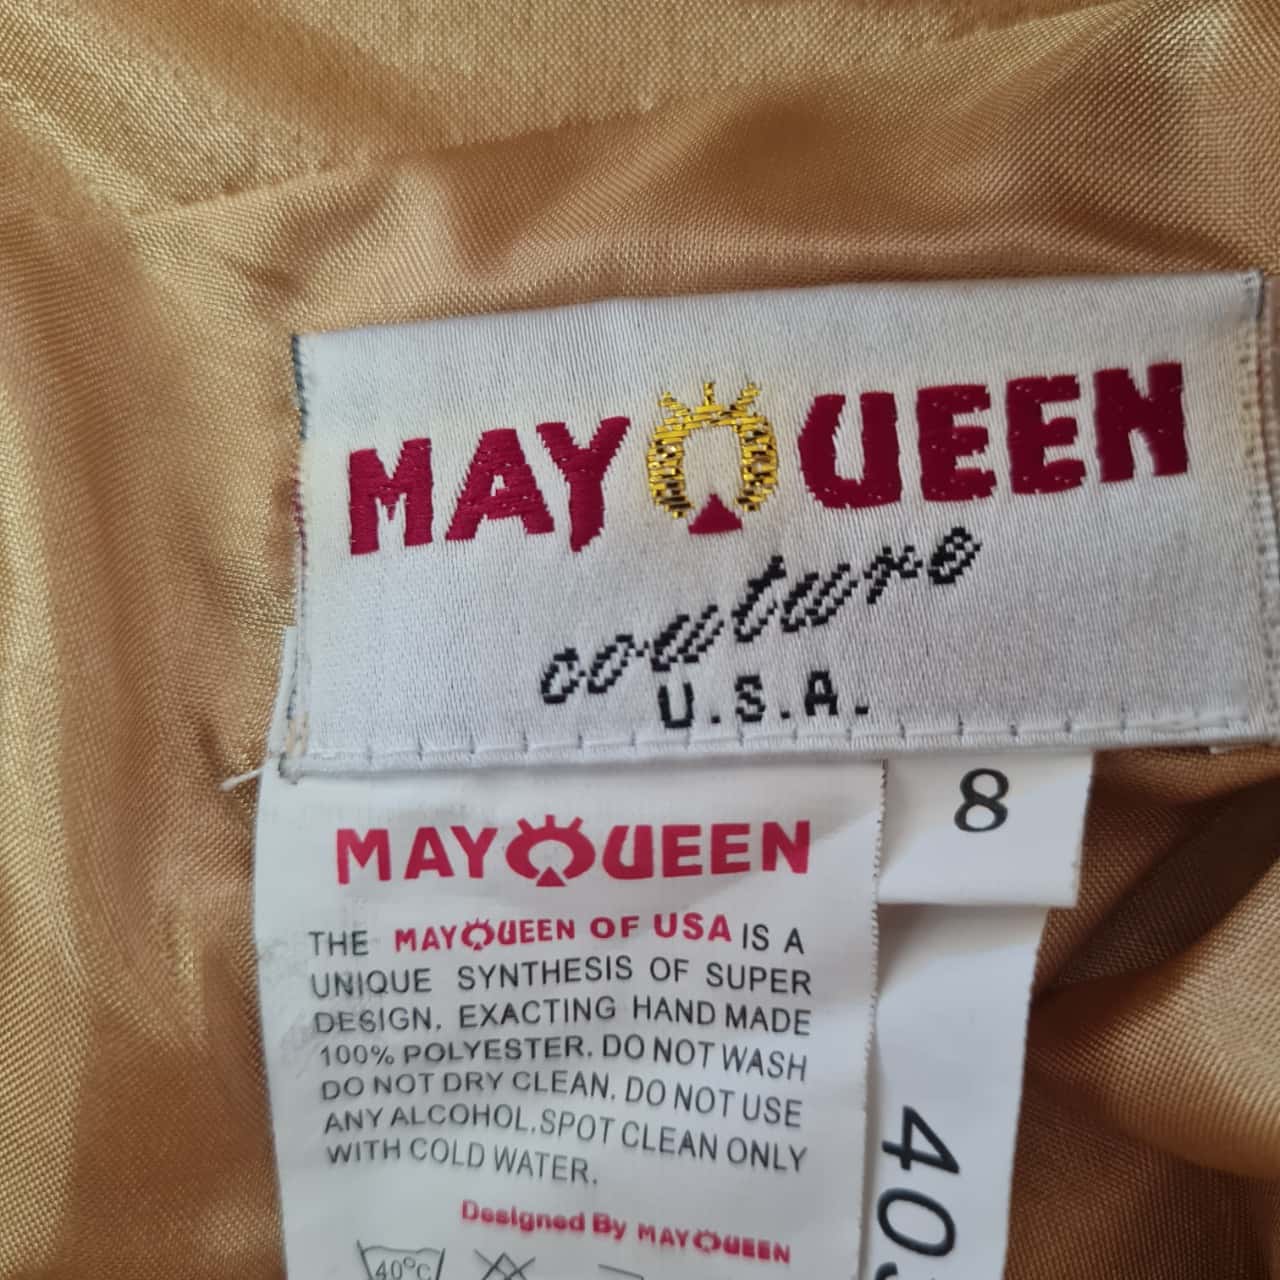 MAYQUEEN
couture
U.S.A.
8
MAYQUEEN
THE MAYQUEEN OF USA IS A
UNIQUE SYNTHESIS OF SUPER
DESIGN, EXACTING HAND MADE
100% POLYESTER. DO NOT WASH
DO NOT DRY CLEAN. DO NOT USE
ANY ALCOHOL.SPOT CLEAN ONLY
WITH COLD WATER.
Designed By MAYQUEEN
40°C